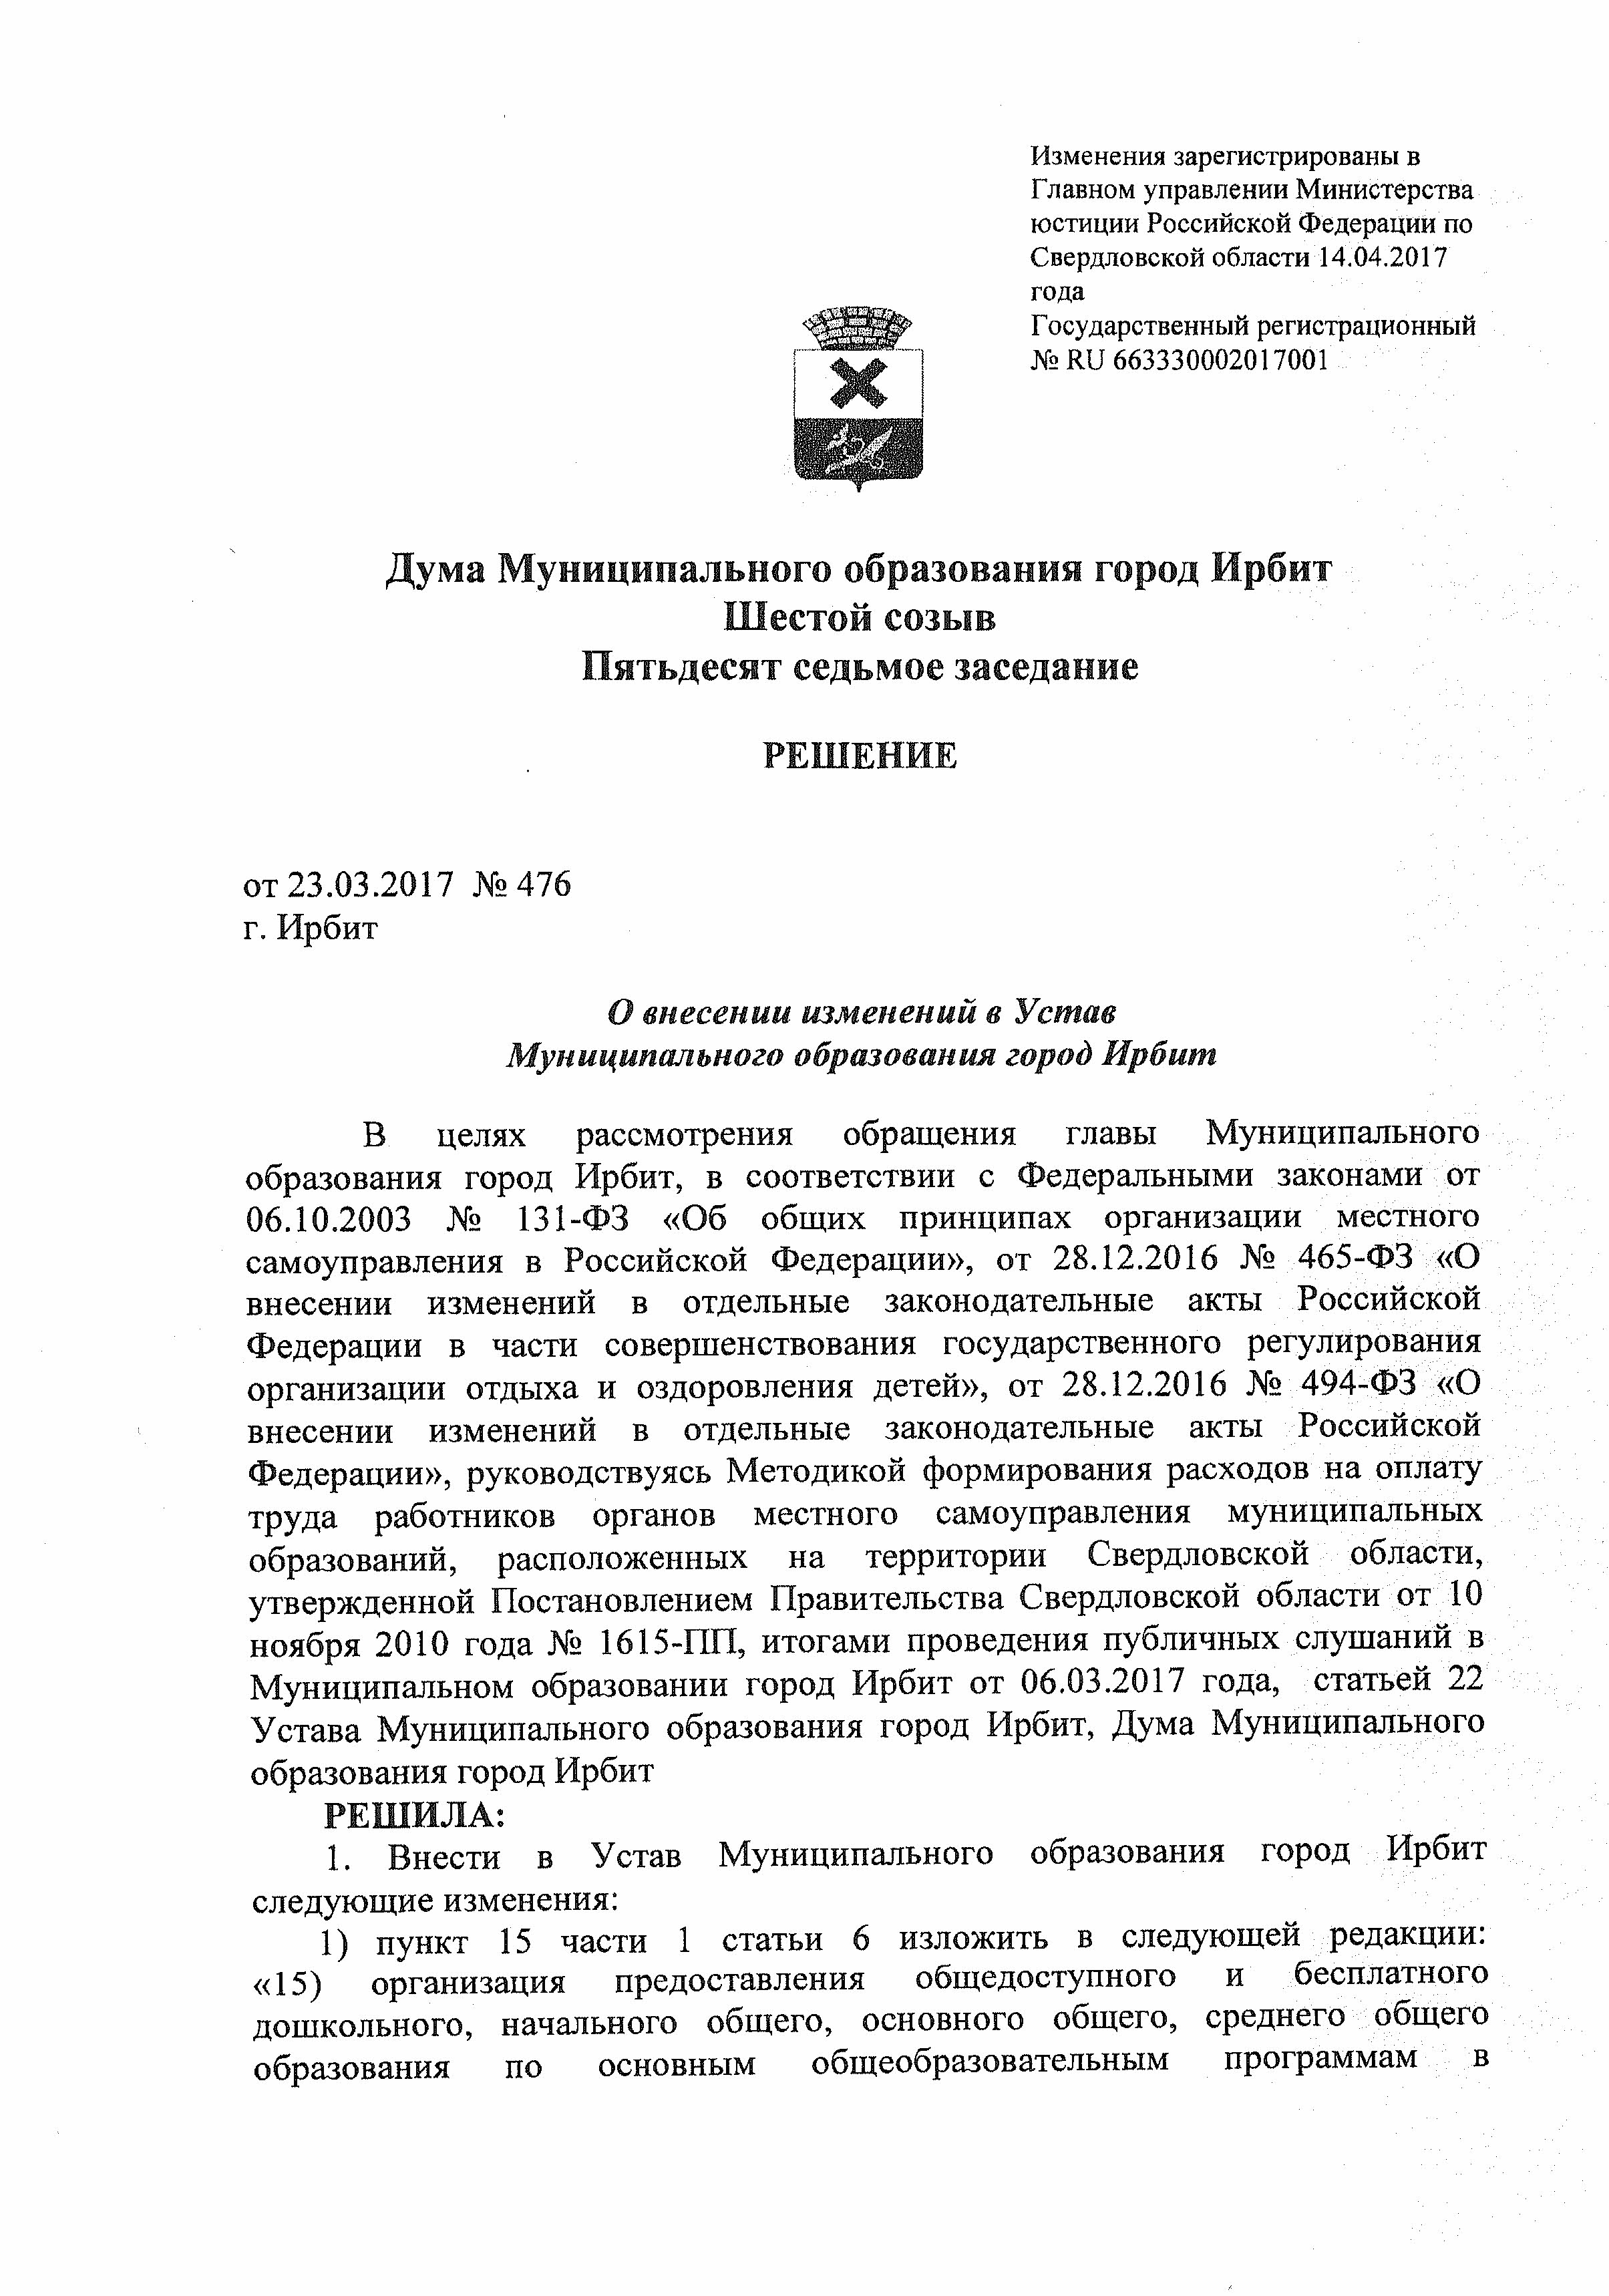 Изменения зарегистрированы в
Главном управлении Министерства
юстиции Российской Федерации по
Свердловской области 14.04.2017
года
Государственный регистрационный
№ RU 663330002017001
Дума Муниципального образования город Ирбит
Шестой созыв
Пятьдесят седьмое заседание
РЕШЕНИЕ
от 23.03.2017 № 476
г. Ирбит
О внесении изменений в Устав
Муниципального образования город Ирбит
В целях рассмотрения обращения главы Муниципального
образования город Ирбит, в соответствии с Федеральными законами от
06.10.2003 № 131-ФЗ «Об общих принципах организации местного
самоуправления в Российской Федерации», от 28.12.2016 № 465-ФЗ «О
внесении изменений в отдельные законодательные акты Российской
Федерации в части совершенствования государственного регулирования
организации отдыха и оздоровления детей», от 28.12.2016 № 494-ФЗ «О
внесении изменений в отдельные законодательные акты Российской
Федерации», руководствуясь Методикой формирования расходов на оплату
труда работников органов местного самоуправления муниципальных
образований, расположенных на территории Свердловской области,
утвержденной Постановлением Правительства Свердловской области от 10
ноября 2010 года № 1615-ПП, итогами проведения публичных слушаний в
Муниципальном образовании город Ирбит от 06.03.2017 года, статьей 22
Устава Муниципального образования город Ирбит, Дума Муниципального
образования город Ирбит
РЕШИЛА:
1. Внести в Устав Муниципального образования город Ирбит
следующие изменения:
1) пункт 15 части 1 статьи 6 изложить в следующей редакции:
«15) организация предоставления общедоступного и бесплатного
дошкольного, начального общего, основного общего, среднего общего
образования по основным общеобразовательным программам в